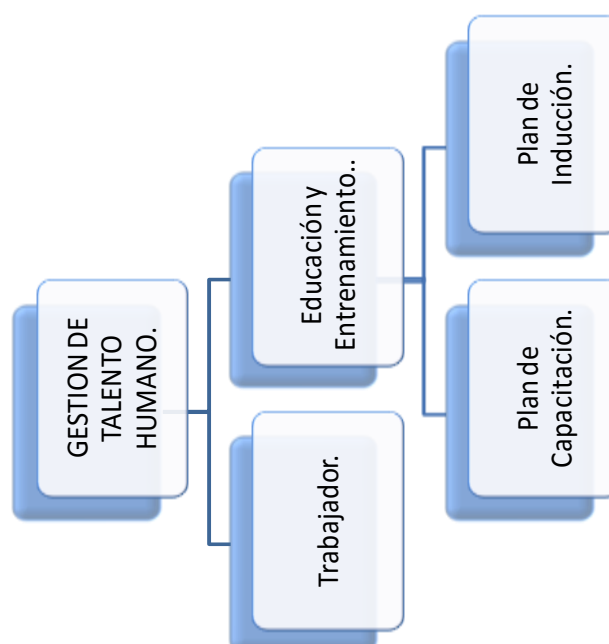 GESTION DE
TALENTO
HUMANO.
Trabajador.
Educación y
Entrenamiento..
Plan de
Capacitación.
Plan de
Inducción.